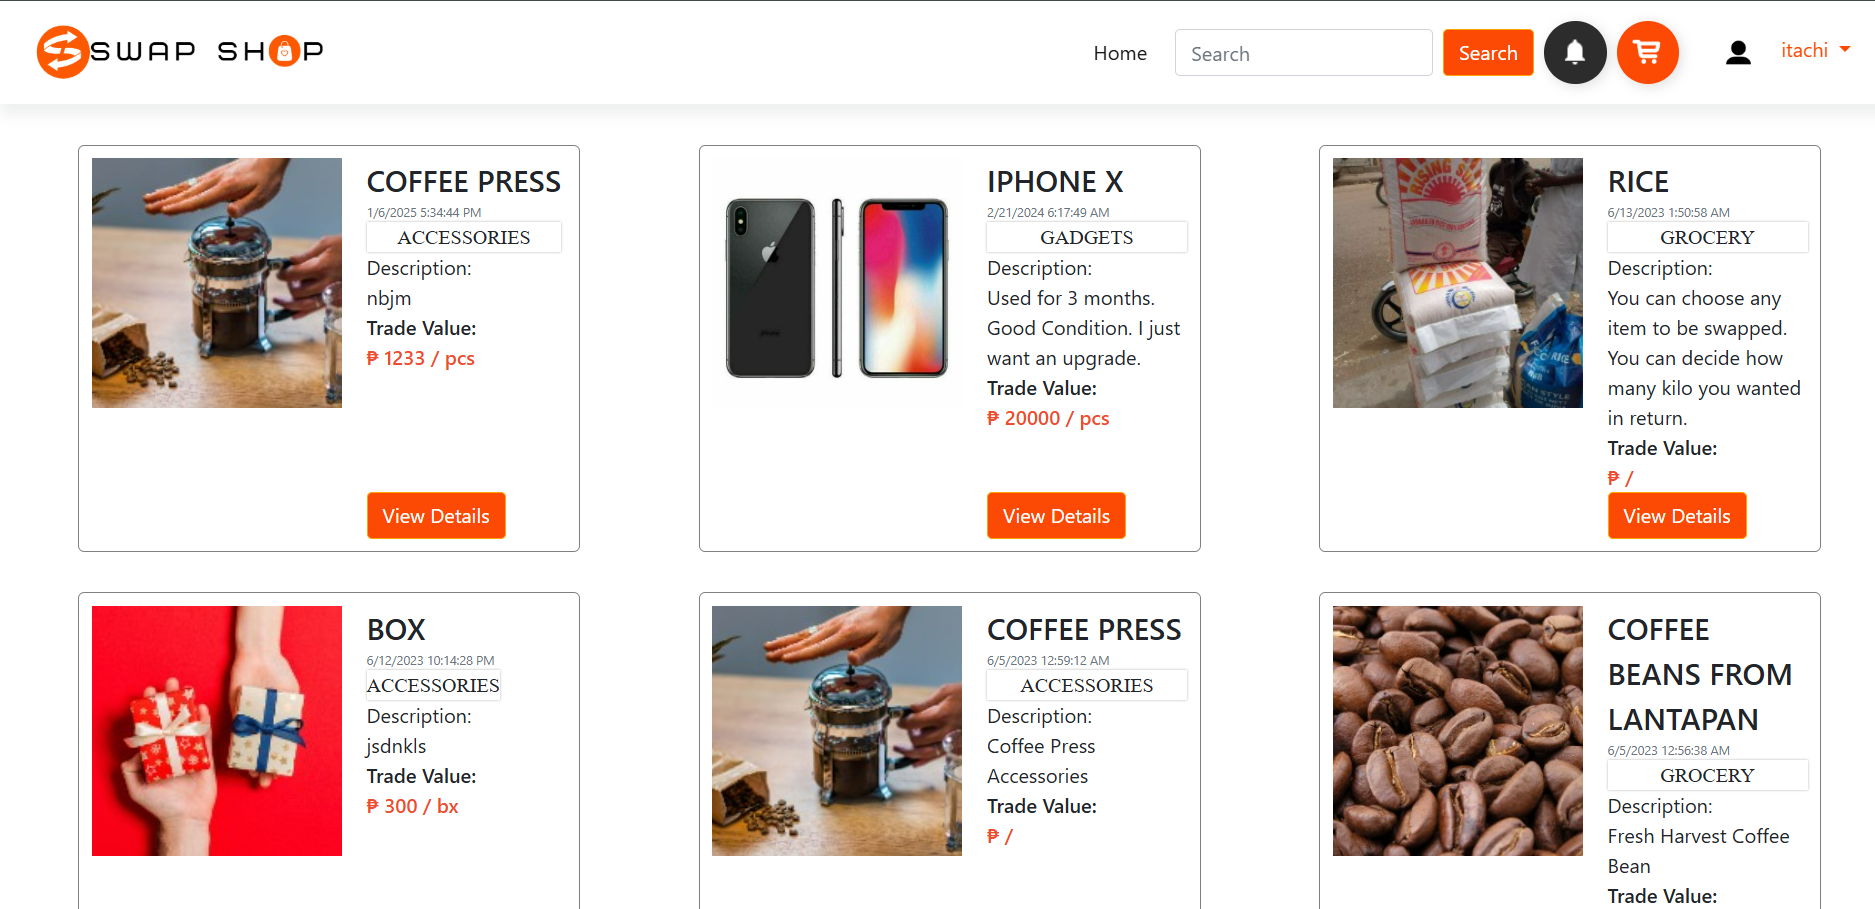 SWAP SHOP
Home
Search
Search
itachi
COFFEE PRESS
1/6/2025 5:34:44 PM
ACCESSORIES
Description:
nbjm
Trade Value:
₱ 1233 / pcs
View Details
IPHONE X
2/21/2024 6:17:49 AM
GADGETS
Description:
Used for 3 months.
Good Condition. I just
want an upgrade.
Trade Value:
₱ 20000 / pcs
View Details
RISING SUN
RICE
6/13/2023 1:50:58 AM
GROCERY
Description:
You can choose any
item to be swapped.
You can decide how
many kilo you wanted
in return.
Trade Value:
₱ /
View Details
BOX
6/12/2023 10:14:28 PM
ACCESSORIES
Description:
jsdnkls
Trade Value:
₱ 300 / bx
COFFEE PRESS
6/5/2023 12:59:12 AM
ACCESSORIES
Description:
Coffee Press
Accessories
Trade Value:
₱ /
COFFEE
BEANS FROM
LANTAPAN
6/5/2023 12:56:38 AM
GROCERY
Description:
Fresh Harvest Coffee
Bean
Trade Value: